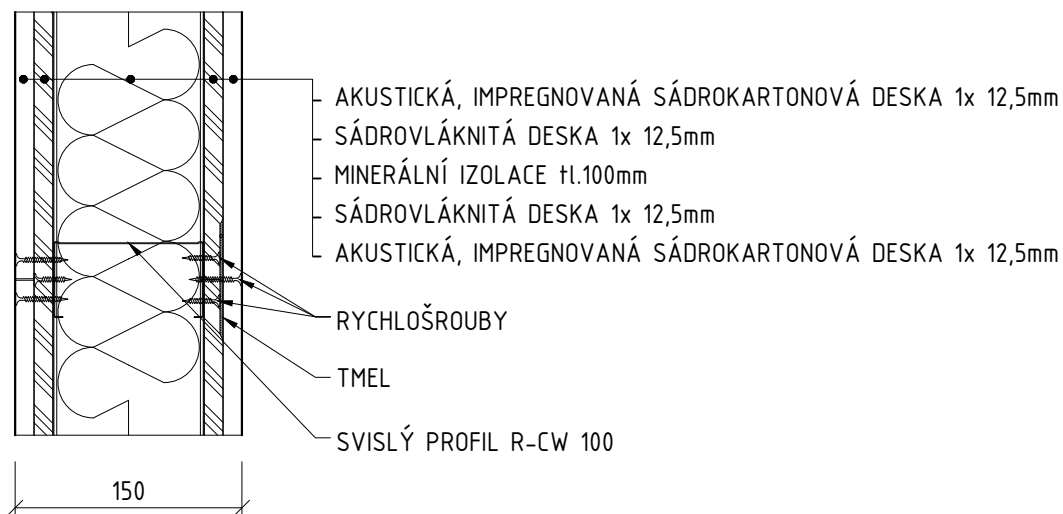 AKUSTICKÁ, IMPREGNOVANÁ SÁDROKARTONOVÁ DESKA 1x 12,5mm
SÁDROVLÁKNITÁ DESKA 1x 12,5mm
MINERÁLNÍ IZOLACE tl.100mm
SÁDROVLÁKNITÁ DESKA 1x 12,5mm
AKUSTICKÁ, IMPREGNOVANÁ SÁDROKARTONOVÁ DESKA 1x 12,5mm
RYCHLOŠROUBY
TMEL
SVISLÝ PROFIL R-CW 100
150